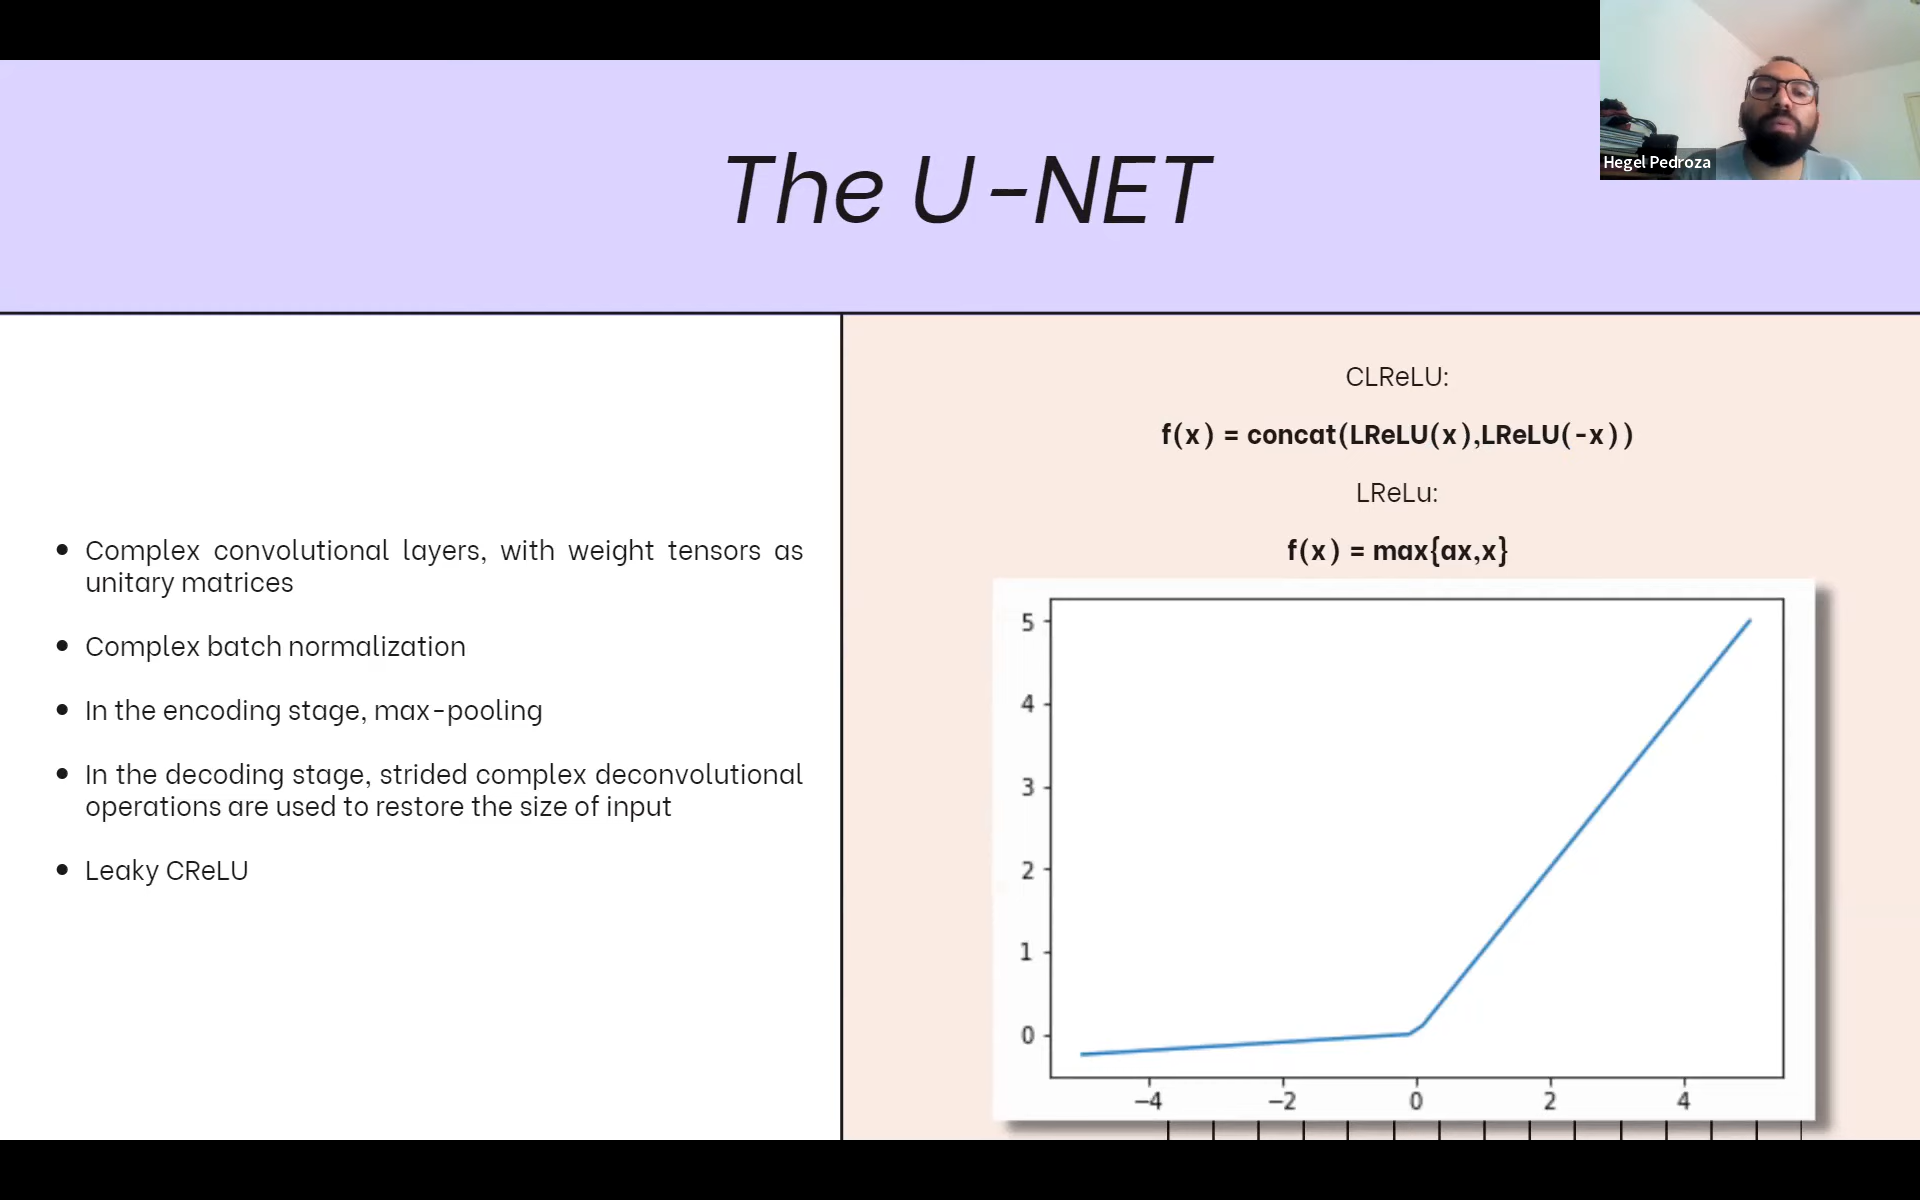 The U-NET
Hegel Pedroza
Complex convolutional layers, with weight tensors as
unitary matrices
Complex batch normalization
In the encoding stage, max-pooling
In the decoding stage, strided complex deconvolutional
operations are used to restore the size of input
Leaky CReLU
CLReLU:
f(x) = concat(LReLU(x),LReLU(-x))
LReLu:
f(x) = max{ax,x}
5
4
3
2
1
0
−4 −2 0 2 4